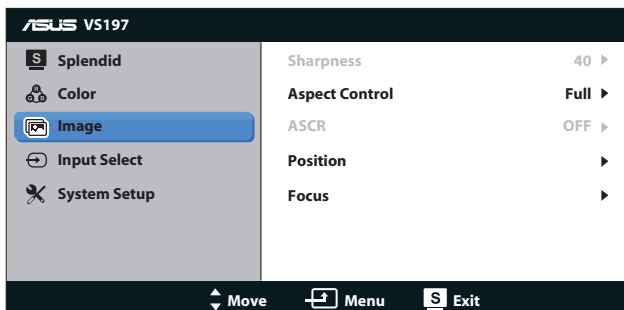 ASUS VS197
S Splendid
Color
Image
Input Select
System Setup
Sharpness 40
Aspect Control Full
ASCR OFF
Position
Focus
Move Menu S Exit